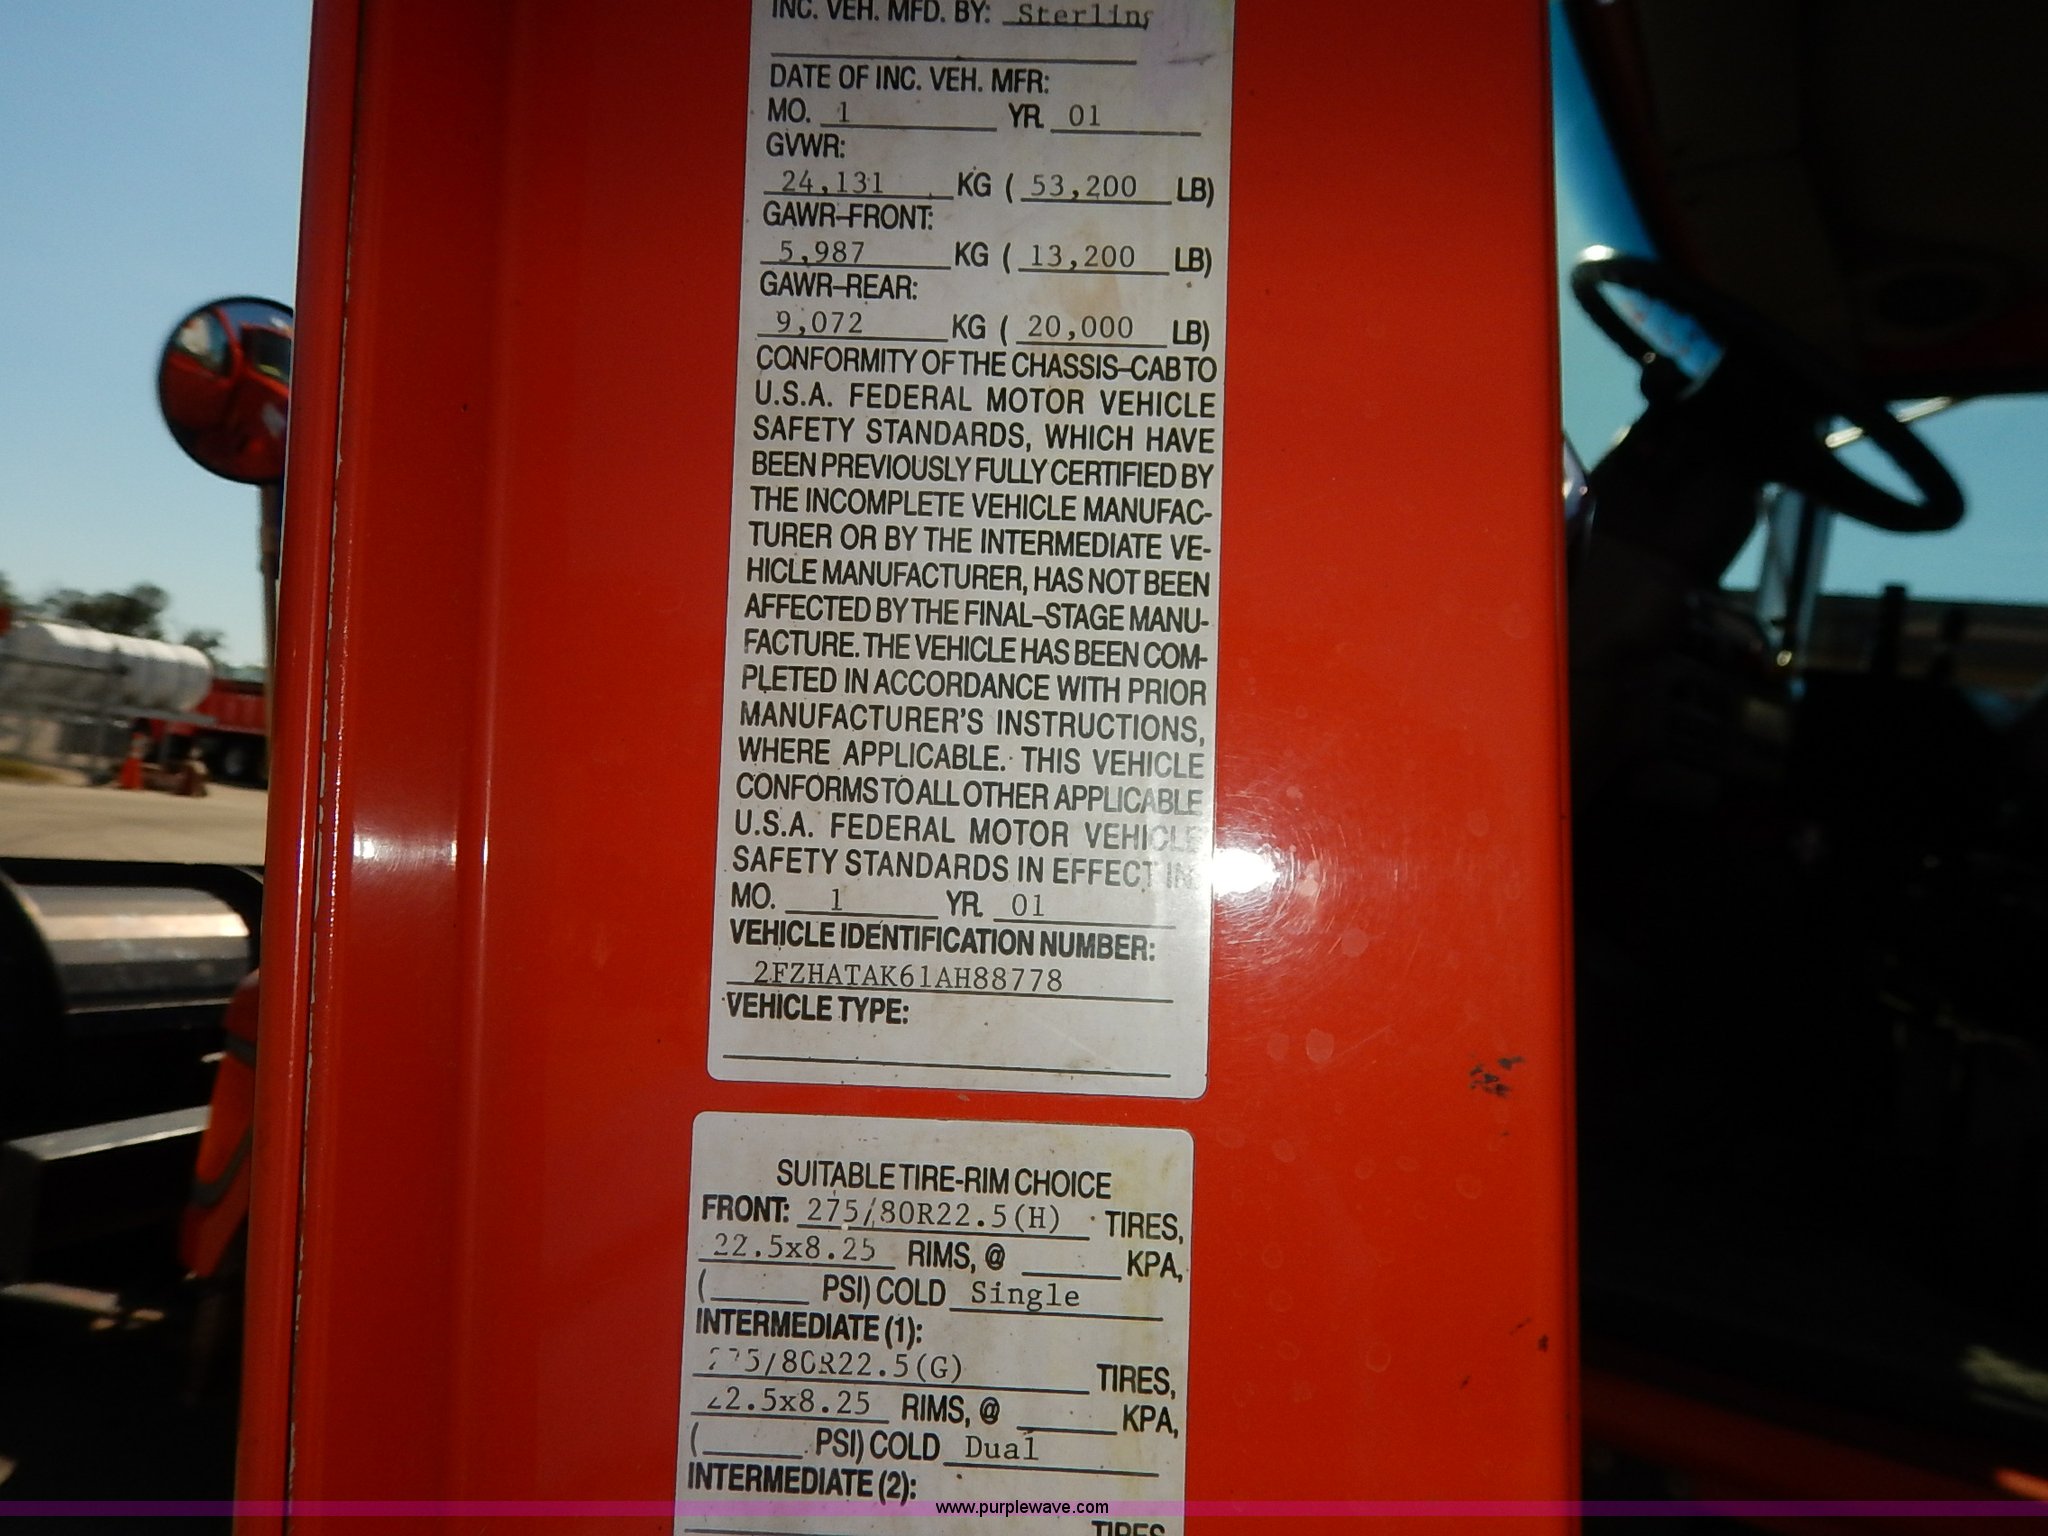 INC. VEH. MFD. BY: Sterling
DATE OF INC. VEH. MFR:
MO. 1 YR. 01
GVWR:
24,131 KG ( 53,200 LB)
GAWR-FRONT:
5,987 KG ( 13,200 LB)
GAWR-REAR:
9,072 KG ( 20,000 LB)
CONFORMITY OF THE CHASSIS-CAB TO
U.S.A. FEDERAL MOTOR VEHICLE
SAFETY STANDARDS, WHICH HAVE
BEEN PREVIOUSLY FULLY CERTIFIED BY
THE INCOMPLETE VEHICLE MANUFAC-
TURER OR BY THE INTERMEDIATE VE-
HICLE MANUFACTURER, HAS NOT BEEN
AFFECTED BY THE FINAL-STAGE MANU-
FACTURE. THE VEHICLE HAS BEEN COM-
PLETED IN ACCORDANCE WITH PRIOR
MANUFACTURER'S INSTRUCTIONS,
WHERE APPLICABLE. THIS VEHICLE
CONFORMS TO ALL OTHER APPLICABLE
U.S.A. FEDERAL MOTOR VEHICLE
SAFETY STANDARDS IN EFFECT IN
MO. 1 YR. 01
VEHICLE IDENTIFICATION NUMBER:
2FZHATAK61AH88778
VEHICLE TYPE:
SUITABLE TIRE-RIM CHOICE
FRONT: 275/80R22.5(H) TIRES,
22.5x8.25 RIMS, @ KPA,
( PSI) COLD Single
INTERMEDIATE (1):
275/80R22.5(G) TIRES,
22.5x8.25 RIMS, @ KPA,
( PSI) COLD Dual
INTERMEDIATE (2):
TIRES
www.purplewave.com